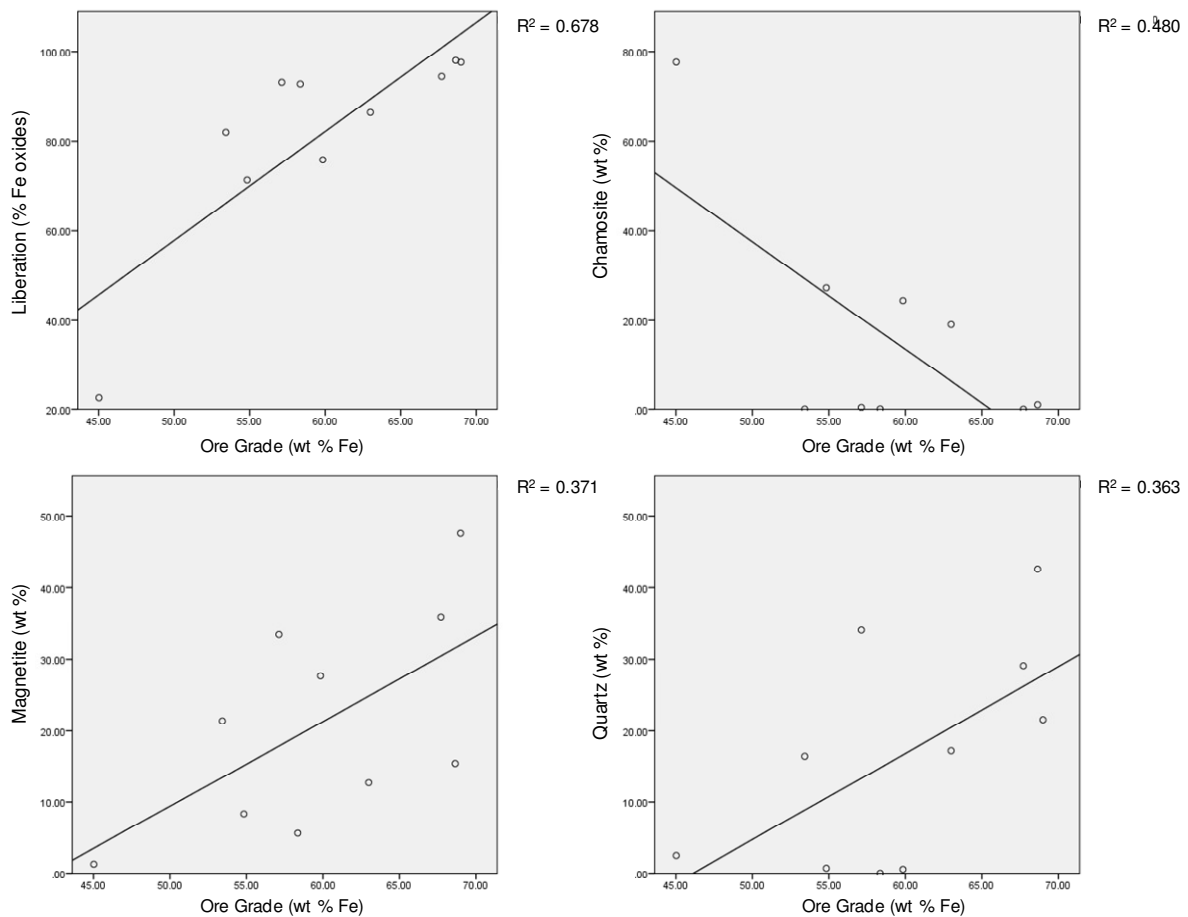 R² = 0.678
Liberation (% Fe oxides)
100.00
80.00
60.00
40.00
20.00
45.00 50.00 55.00 60.00 65.00 70.00
Ore Grade (wt % Fe)
R² = 0.480
Chamosite (wt %)
80.00
60.00
40.00
20.00
.00
45.00 50.00 55.00 60.00 65.00 70.00
Ore Grade (wt % Fe)
R² = 0.371
Magnetite (wt %)
50.00
40.00
30.00
20.00
10.00
.00
45.00 50.00 55.00 60.00 65.00 70.00
Ore Grade (wt % Fe)
R² = 0.363
Quartz (wt %)
50.00
40.00
30.00
20.00
10.00
.00
45.00 50.00 55.00 60.00 65.00 70.00
Ore Grade (wt % Fe)